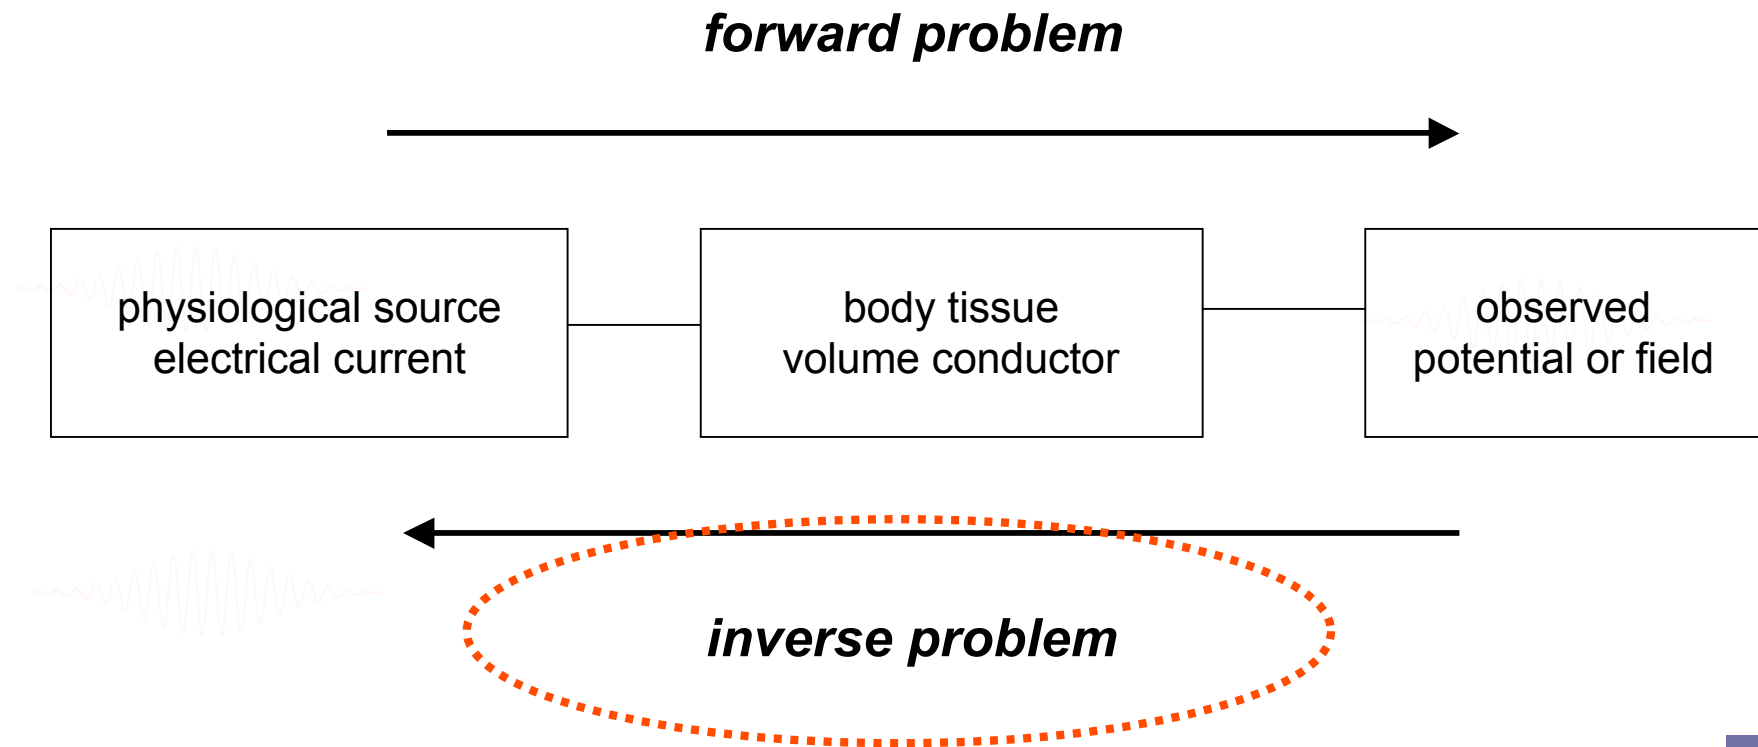 forward problem
physiological source
electrical current
body tissue
volume conductor
observed
potential or field
inverse problem